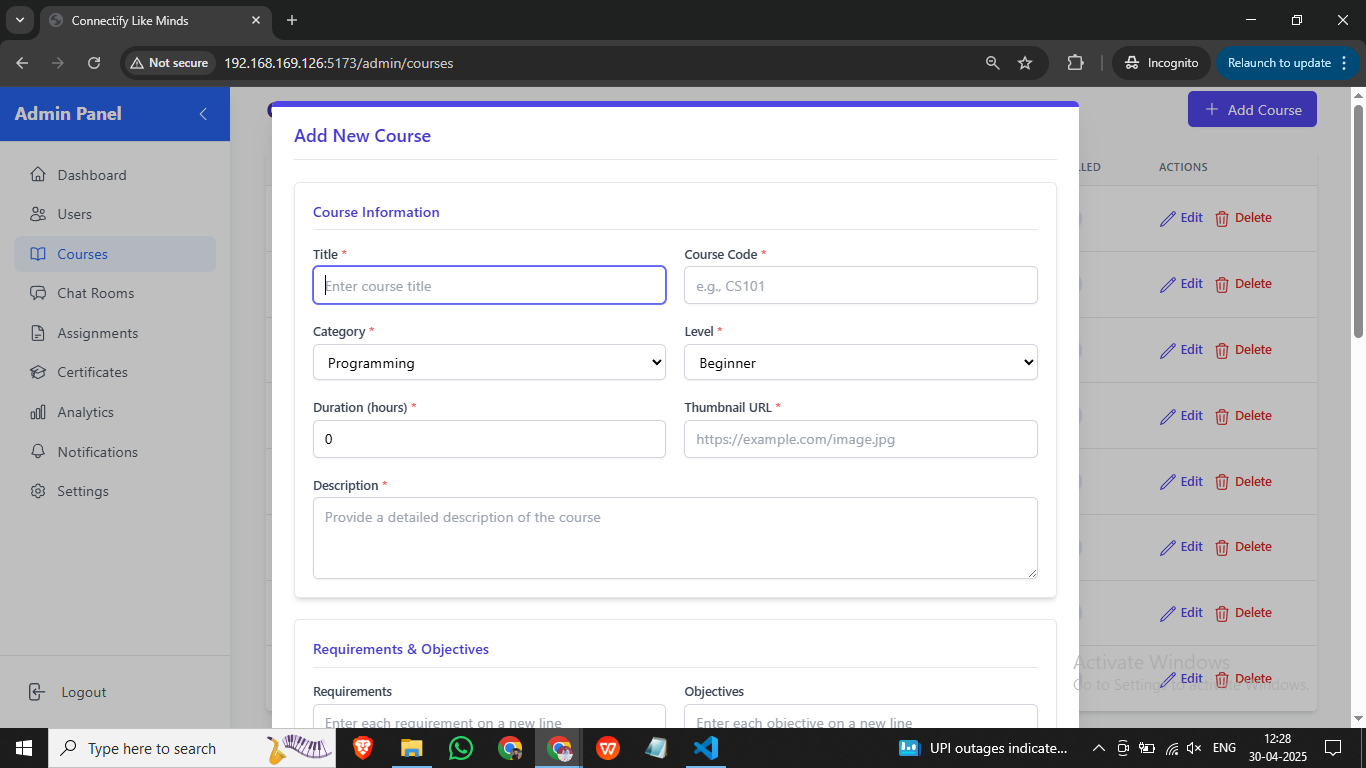 Connectify Like Minds
Not secure
192.168.169.126:5173/admin/courses
Incognito
Relaunch to update
Admin Panel
Dashboard
Users
Courses
Chat Rooms
Assignments
Certificates
Analytics
Notifications
Settings
Logout
+ Add Course
ACTIONS
Edit Delete
Edit Delete
Edit Delete
Edit Delete
Edit Delete
Edit Delete
Edit Delete
Edit Delete
Add New Course
Course Information
Title * Course Code *
Enter course title e.g., CS101
Category * Level *
Programming Beginner
Duration (hours) * Thumbnail URL *
0 https://example.com/image.jpg
Description *
Provide a detailed description of the course
Requirements & Objectives
Requirements Objectives
Enter each requirement on a new line Enter each objective on a new line
Activate Windows
Go to Settings to activate Windows.
Type here to search
UPI outages indicate...
ENG
12:28
30-04-2025